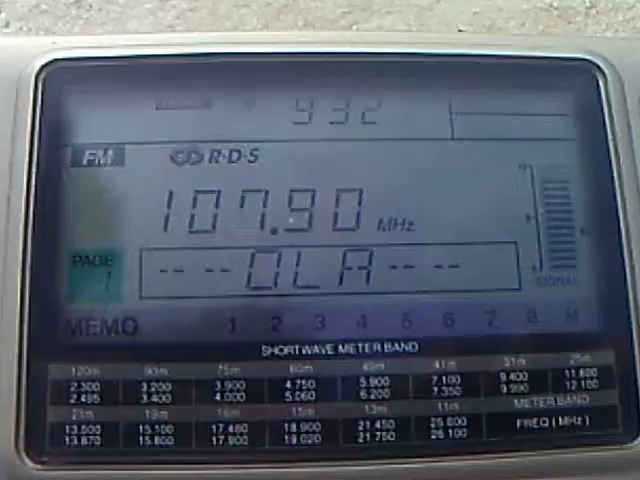 932
FM R·D·S
107.90 MHz
PAGE 1 -- --OLA-- --
SIGNAL
MEMO 1 2 3 4 5 6 7 8 9
SHORTWAVE METER BAND
120m 90m 75m 60m 49m 41m 31m 25m
2.300 3.200 3.900 4.750 5.900 7.100 9.400 11.600
2.495 3.400 4.000 5.060 6.200 7.350 9.990 12.100
21m 19m 16m 15m 13m 11m METER BAND
13.500 15.100 17.480 18.900 21.450 25.600 FREQ (MHz)
13.870 15.800 17.900 19.020 21.750 26.100